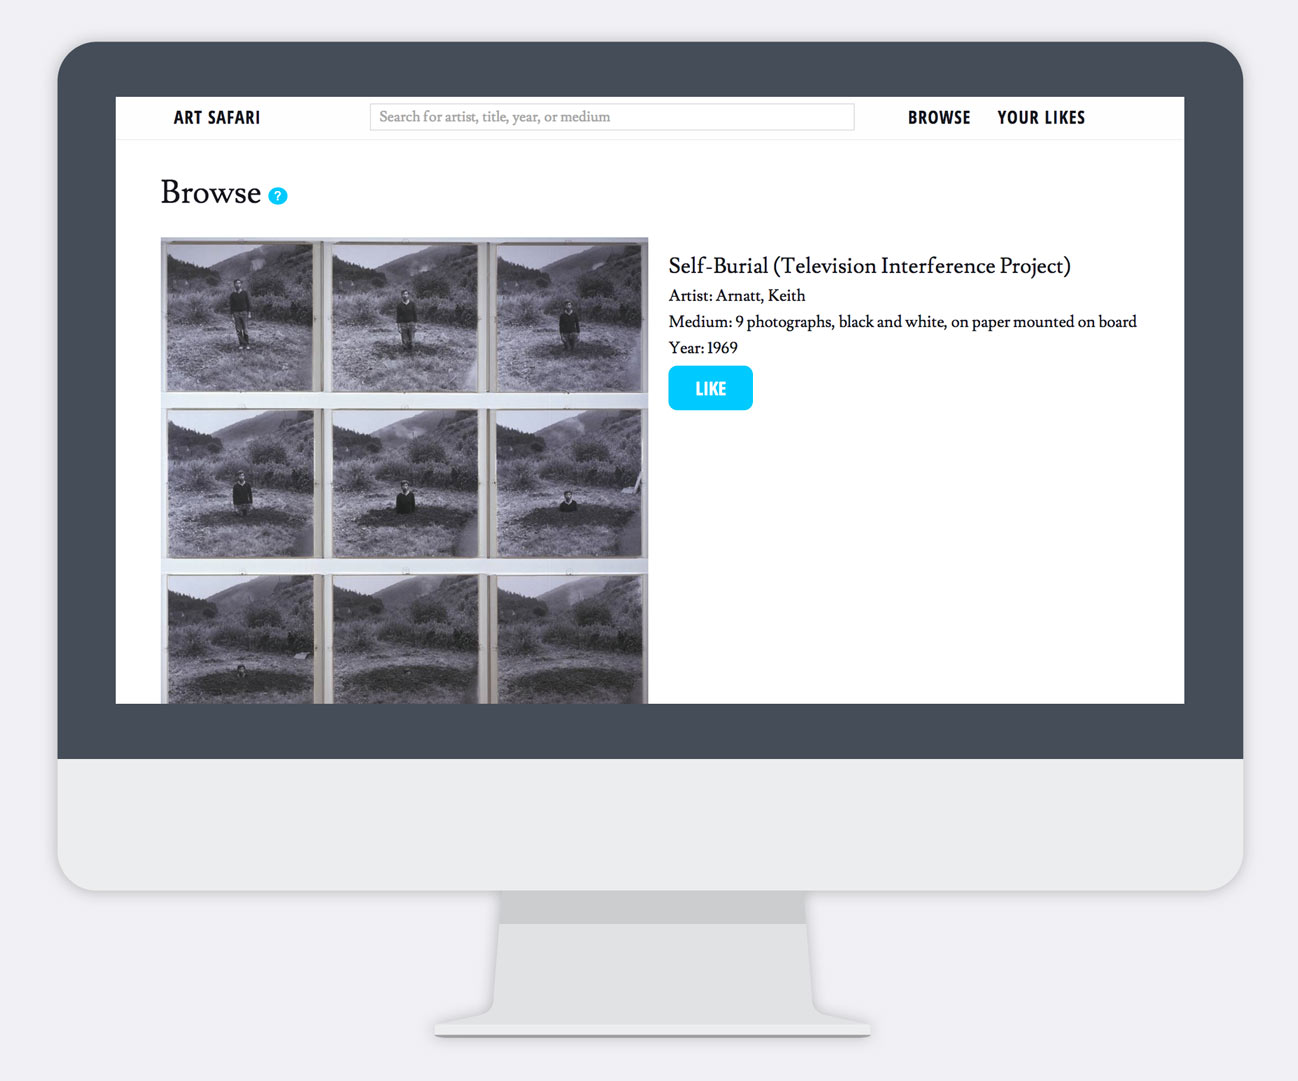 ART SAFARI
Search for artist, title, year, or medium
BROWSE
YOUR LIKES
Browse ?
Self-Burial (Television Interference Project)
Artist: Arnatt, Keith
Medium: 9 photographs, black and white, on paper mounted on board
Year: 1969
LIKE